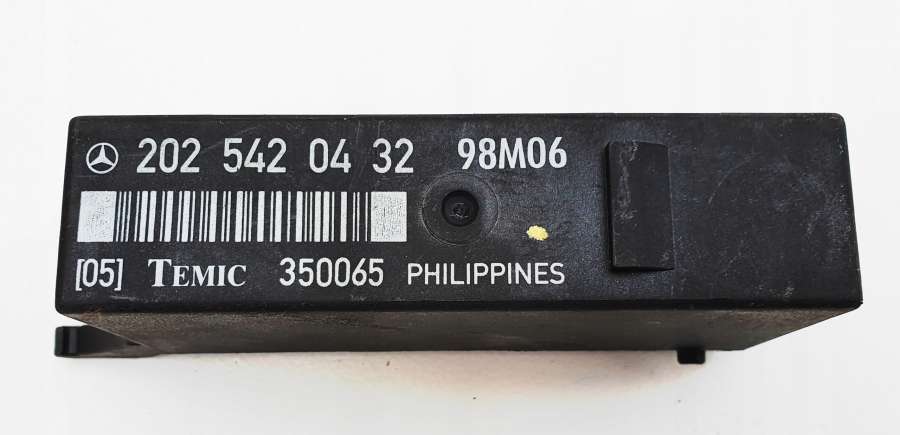 202 542 04 32 98M06
[05] TEMIC 350065 PHILIPPINES